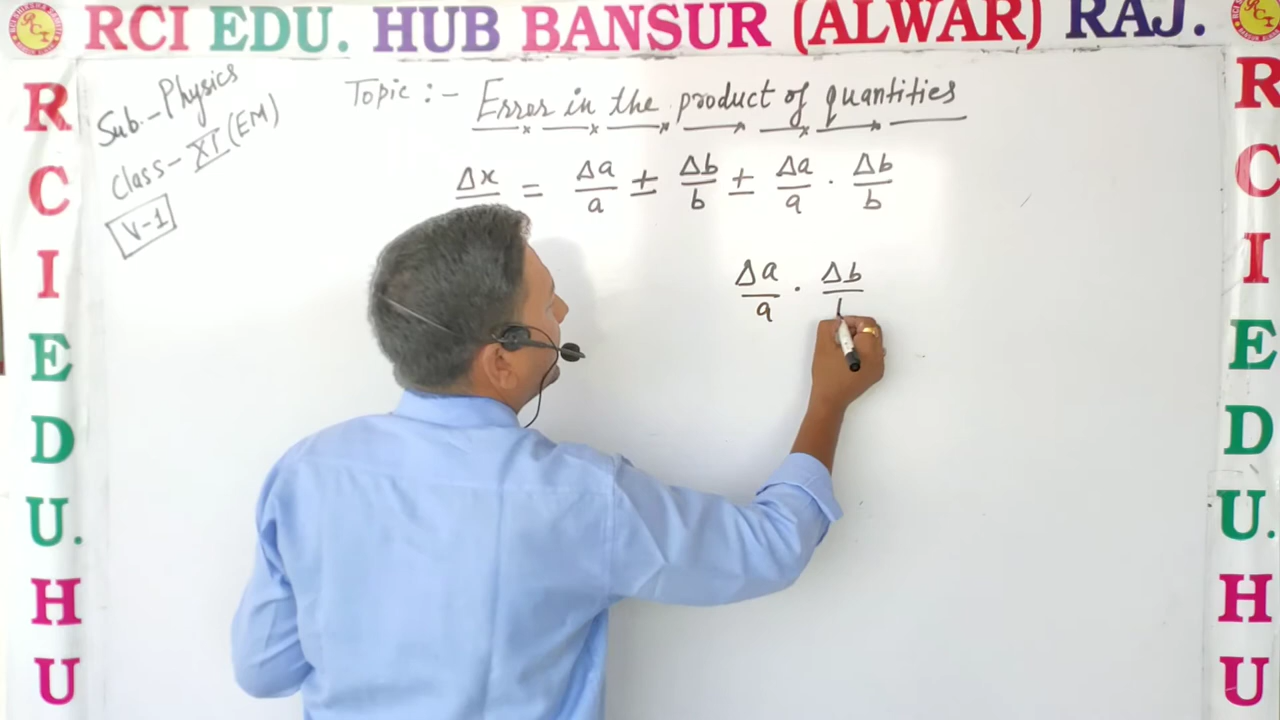 RCI EDU. HUB BANSUR (ALWAR) RAJ.
Sub.- Physics
Class- XI (EM)
V-1
Topic :- Error in the product of quantities
Δx = Δa/a ± Δb/b ± Δa/a · Δb/b
Δa/a · Δb
R C I E D U. H U
R C I E D U. H U